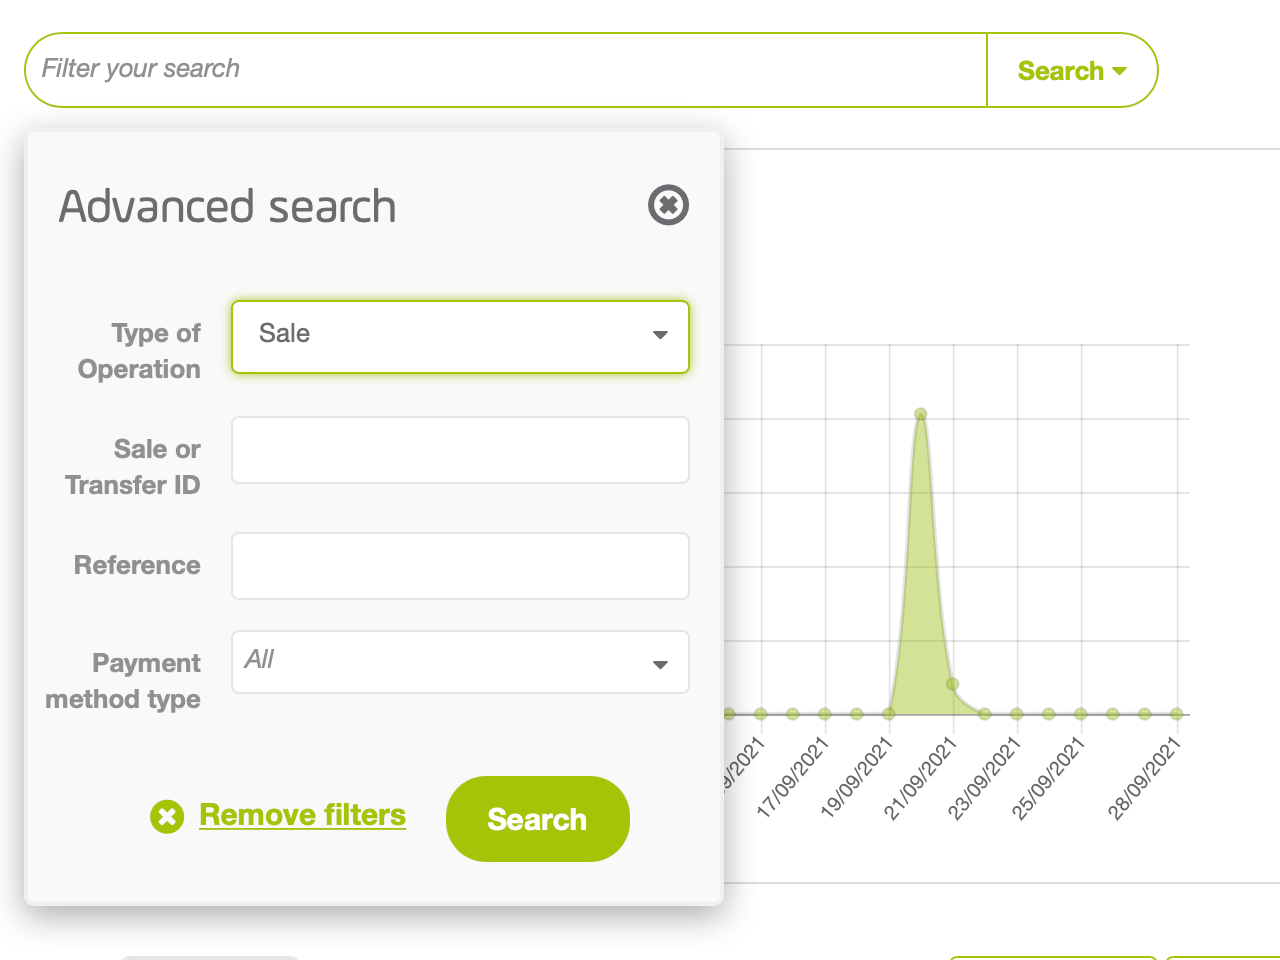 Filter your search
Search
Advanced search
Type of
Operation
Sale
Sale or
Transfer ID
Reference
Payment
method type
All
Remove filters
Search
9/2021
17/09/2021
19/09/2021
21/09/2021
23/09/2021
25/09/2021
28/09/2021